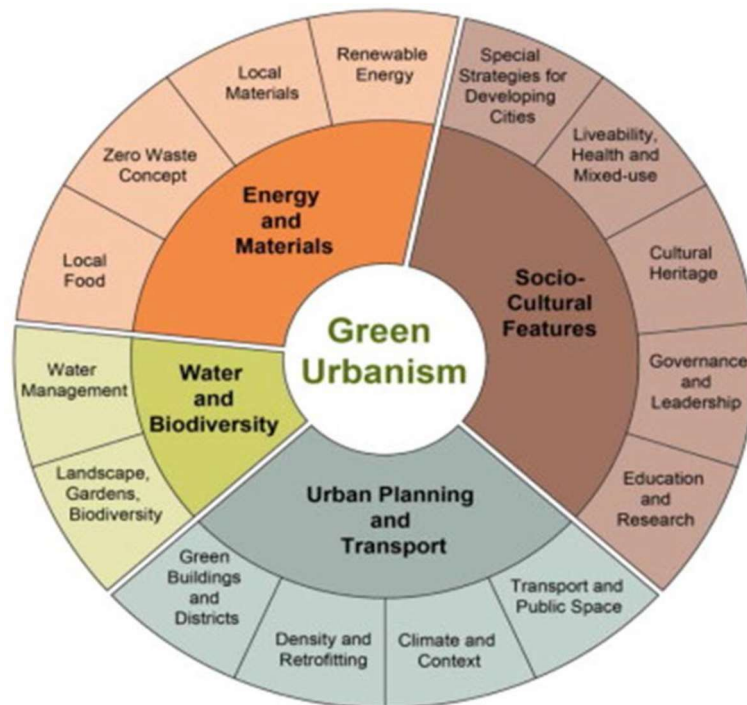 Green
Urbanism
Energy
and
Materials
Local
Food
Zero Waste
Concept
Local
Materials
Renewable
Energy
Socio-
Cultural
Features
Special
Strategies for
Developing
Cities
Liveability,
Health and
Mixed-use
Cultural
Heritage
Governance
and
Leadership
Education
and
Research
Urban Planning
and
Transport
Transport and
Public Space
Climate and
Context
Density and
Retrofitting
Green
Buildings
and
Districts
Water
and
Biodiversity
Landscape,
Gardens,
Biodiversity
Water
Management